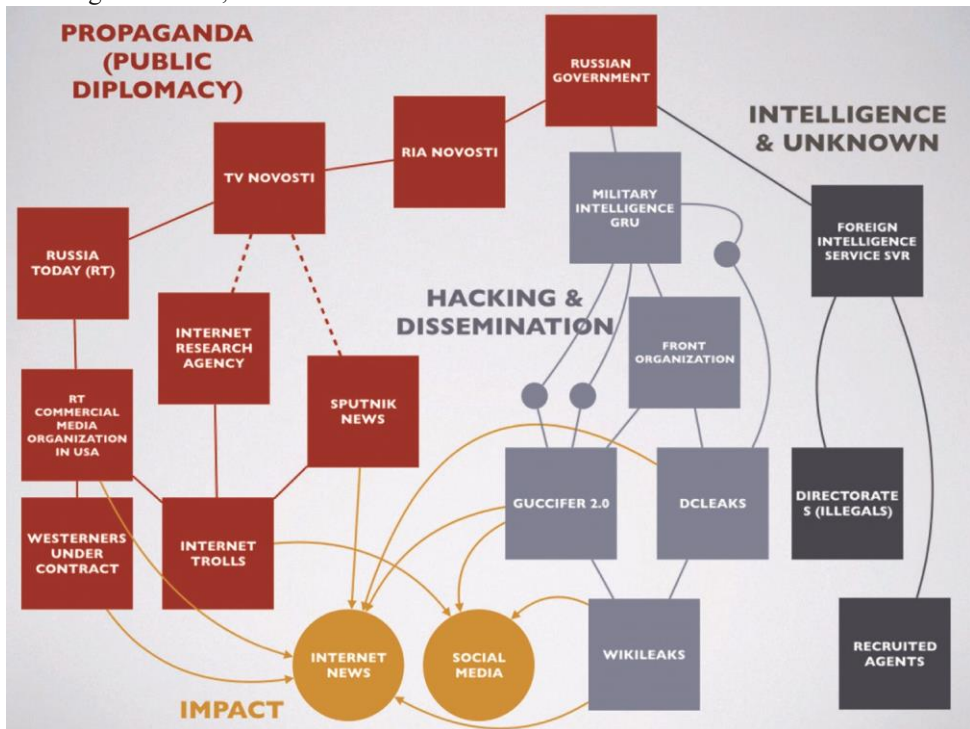 PROPAGANDA
(PUBLIC
DIPLOMACY)
RUSSIAN
GOVERNMENT
INTELLIGENCE
& UNKNOWN
RIA NOVOSTI
TV NOVOSTI
MILITARY
INTELLIGENCE
GRU
FOREIGN
INTELLIGENCE
SERVICE SVR
RUSSIA
TODAY (RT)
HACKING &
DISSEMINATION
INTERNET
RESEARCH
AGENCY
FRONT
ORGANIZATION
RT
COMMERCIAL
MEDIA
ORGANIZATION
IN USA
SPUTNIK
NEWS
GUCCIFER 2.0
DCLEAKS
DIRECTORATE
S (ILLEGALS)
WESTERNERS
UNDER
CONTRACT
INTERNET
TROLLS
INTERNET
NEWS
SOCIAL
MEDIA
WIKILEAKS
RECRUITED
AGENTS
IMPACT